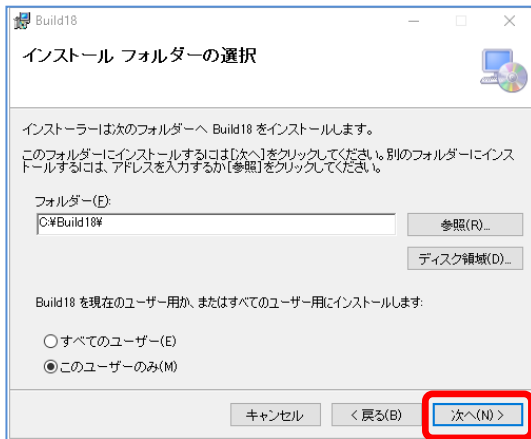 Build18
インストール フォルダーの選択
インストーラーは次のフォルダーへ Build18 をインストールします。
このフォルダーにインストールするには[次へ]をクリックしてください。別のフォルダーにインス
トールするには、アドレスを入力するか[参照]をクリックしてください。
フォルダー(F):
C:¥Build18¥
参照(R)...
ディスク領域(D)...
Build18 を現在のユーザー用か、またはすべてのユーザー用にインストールします:
すべてのユーザー(E)
このユーザーのみ(M)
キャンセル
< 戻る(B)
次へ(N) >